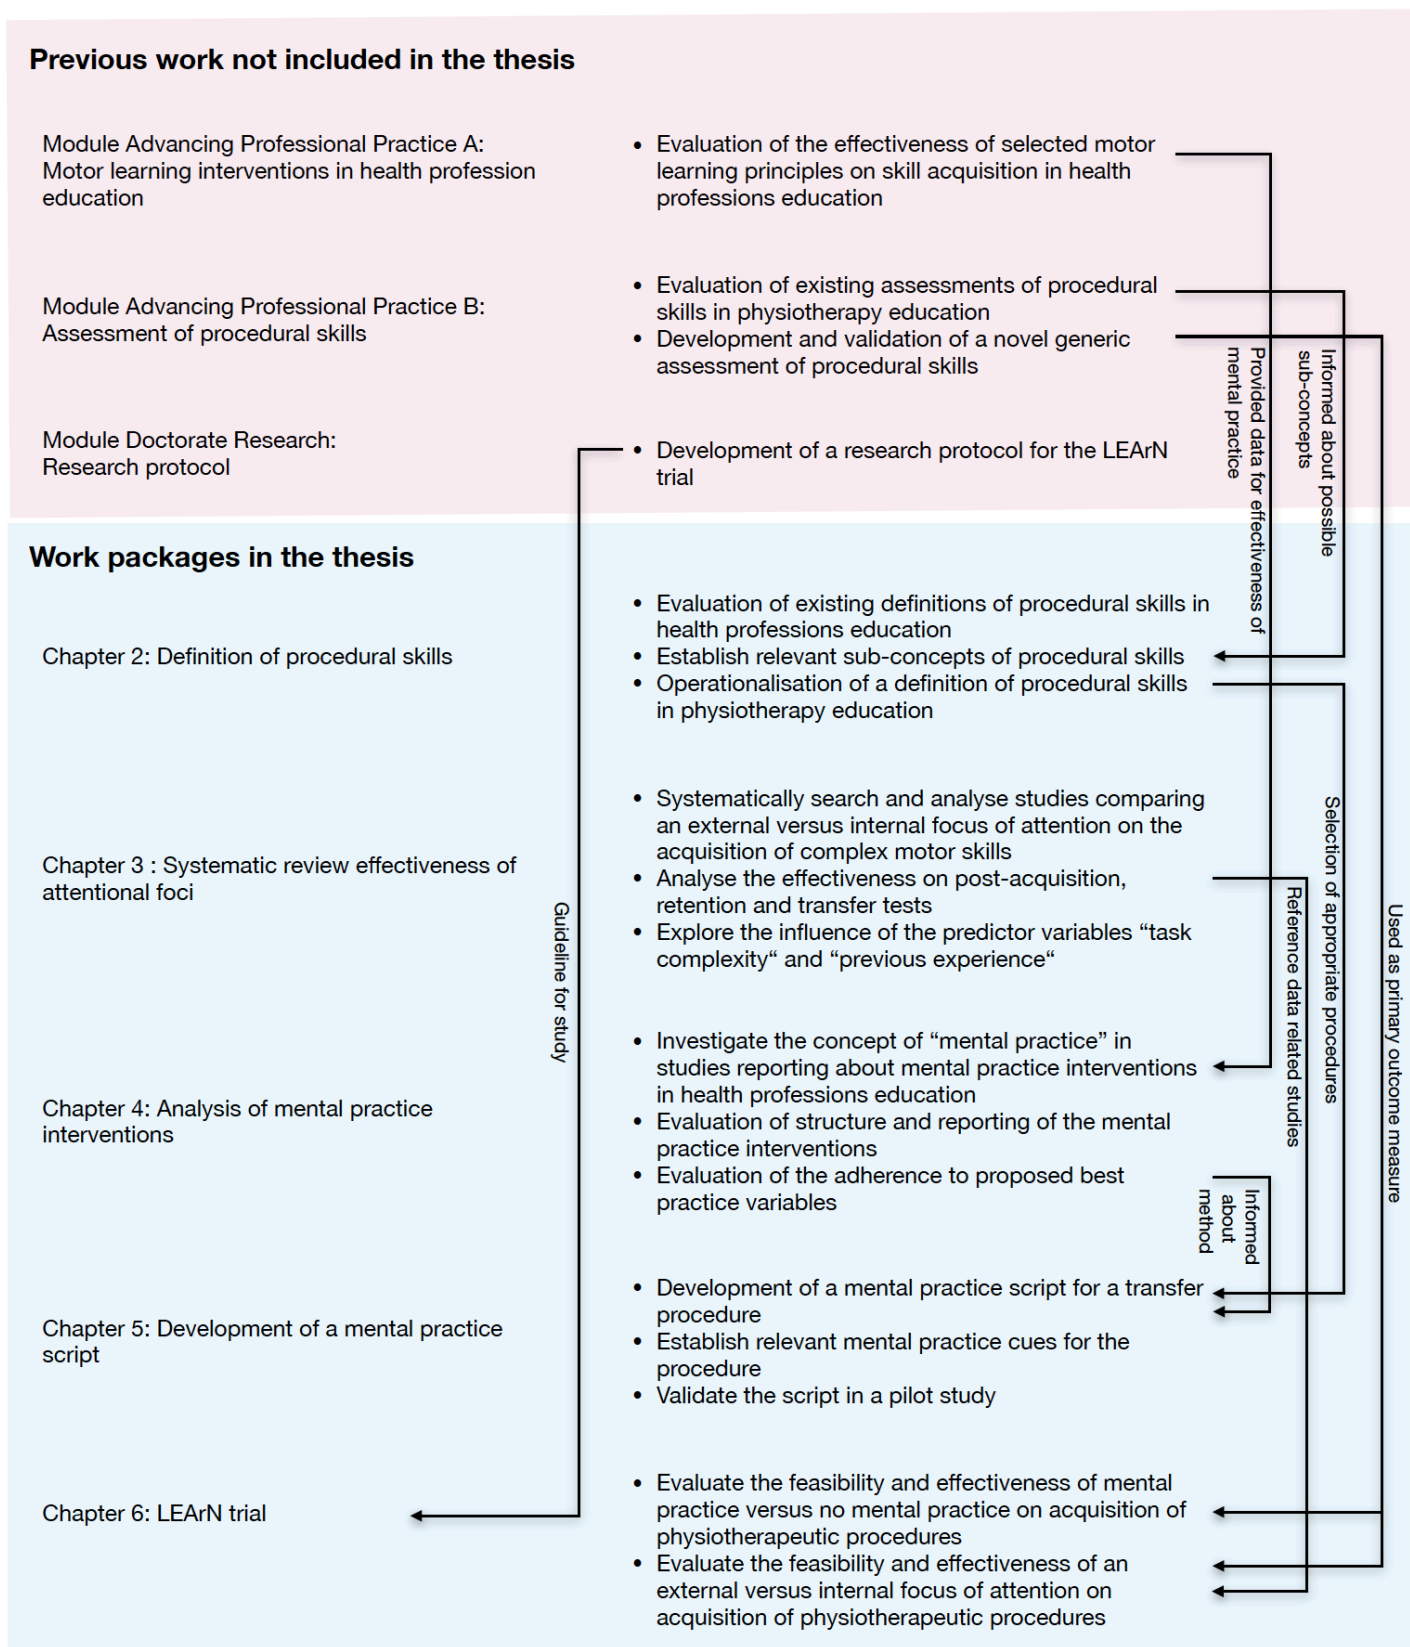 Previous work not included in the thesis
Module Advancing Professional Practice A:
Motor learning interventions in health profession
education
• Evaluation of the effectiveness of selected motor
learning principles on skill acquisition in health
professions education
Module Advancing Professional Practice B:
Assessment of procedural skills
• Evaluation of existing assessments of procedural
skills in physiotherapy education
• Development and validation of a novel generic
assessment of procedural skills
Module Doctorate Research:
Research protocol
• Development of a research protocol for the LEArN
trial
Provided data for effectiveness of
mental practice
Informed about possible
sub-concepts
Work packages in the thesis
Chapter 2: Definition of procedural skills
• Evaluation of existing definitions of procedural skills in
health professions education
• Establish relevant sub-concepts of procedural skills
• Operationalisation of a definition of procedural skills
in physiotherapy education
Chapter 3 : Systematic review effectiveness of
attentional foci
• Systematically search and analyse studies comparing
an external versus internal focus of attention on the
acquisition of complex motor skills
• Analyse the effectiveness on post-acquisition,
retention and transfer tests
• Explore the influence of the predictor variables “task
complexity“ and “previous experience“
Guideline for study
Reference data related studies
Selection of appropriate procedures
Used as primary outcome measure
Chapter 4: Analysis of mental practice
interventions
• Investigate the concept of “mental practice” in
studies reporting about mental practice interventions
in health professions education
• Evaluation of structure and reporting of the mental
practice interventions
• Evaluation of the adherence to proposed best
practice variables
Informed
about
method
Chapter 5: Development of a mental practice
script
• Development of a mental practice script for a transfer
procedure
• Establish relevant mental practice cues for the
procedure
• Validate the script in a pilot study
Chapter 6: LEArN trial
• Evaluate the feasibility and effectiveness of mental
practice versus no mental practice on acquisition of
physiotherapeutic procedures
• Evaluate the feasibility and effectiveness of an
external versus internal focus of attention on
acquisition of physiotherapeutic procedures